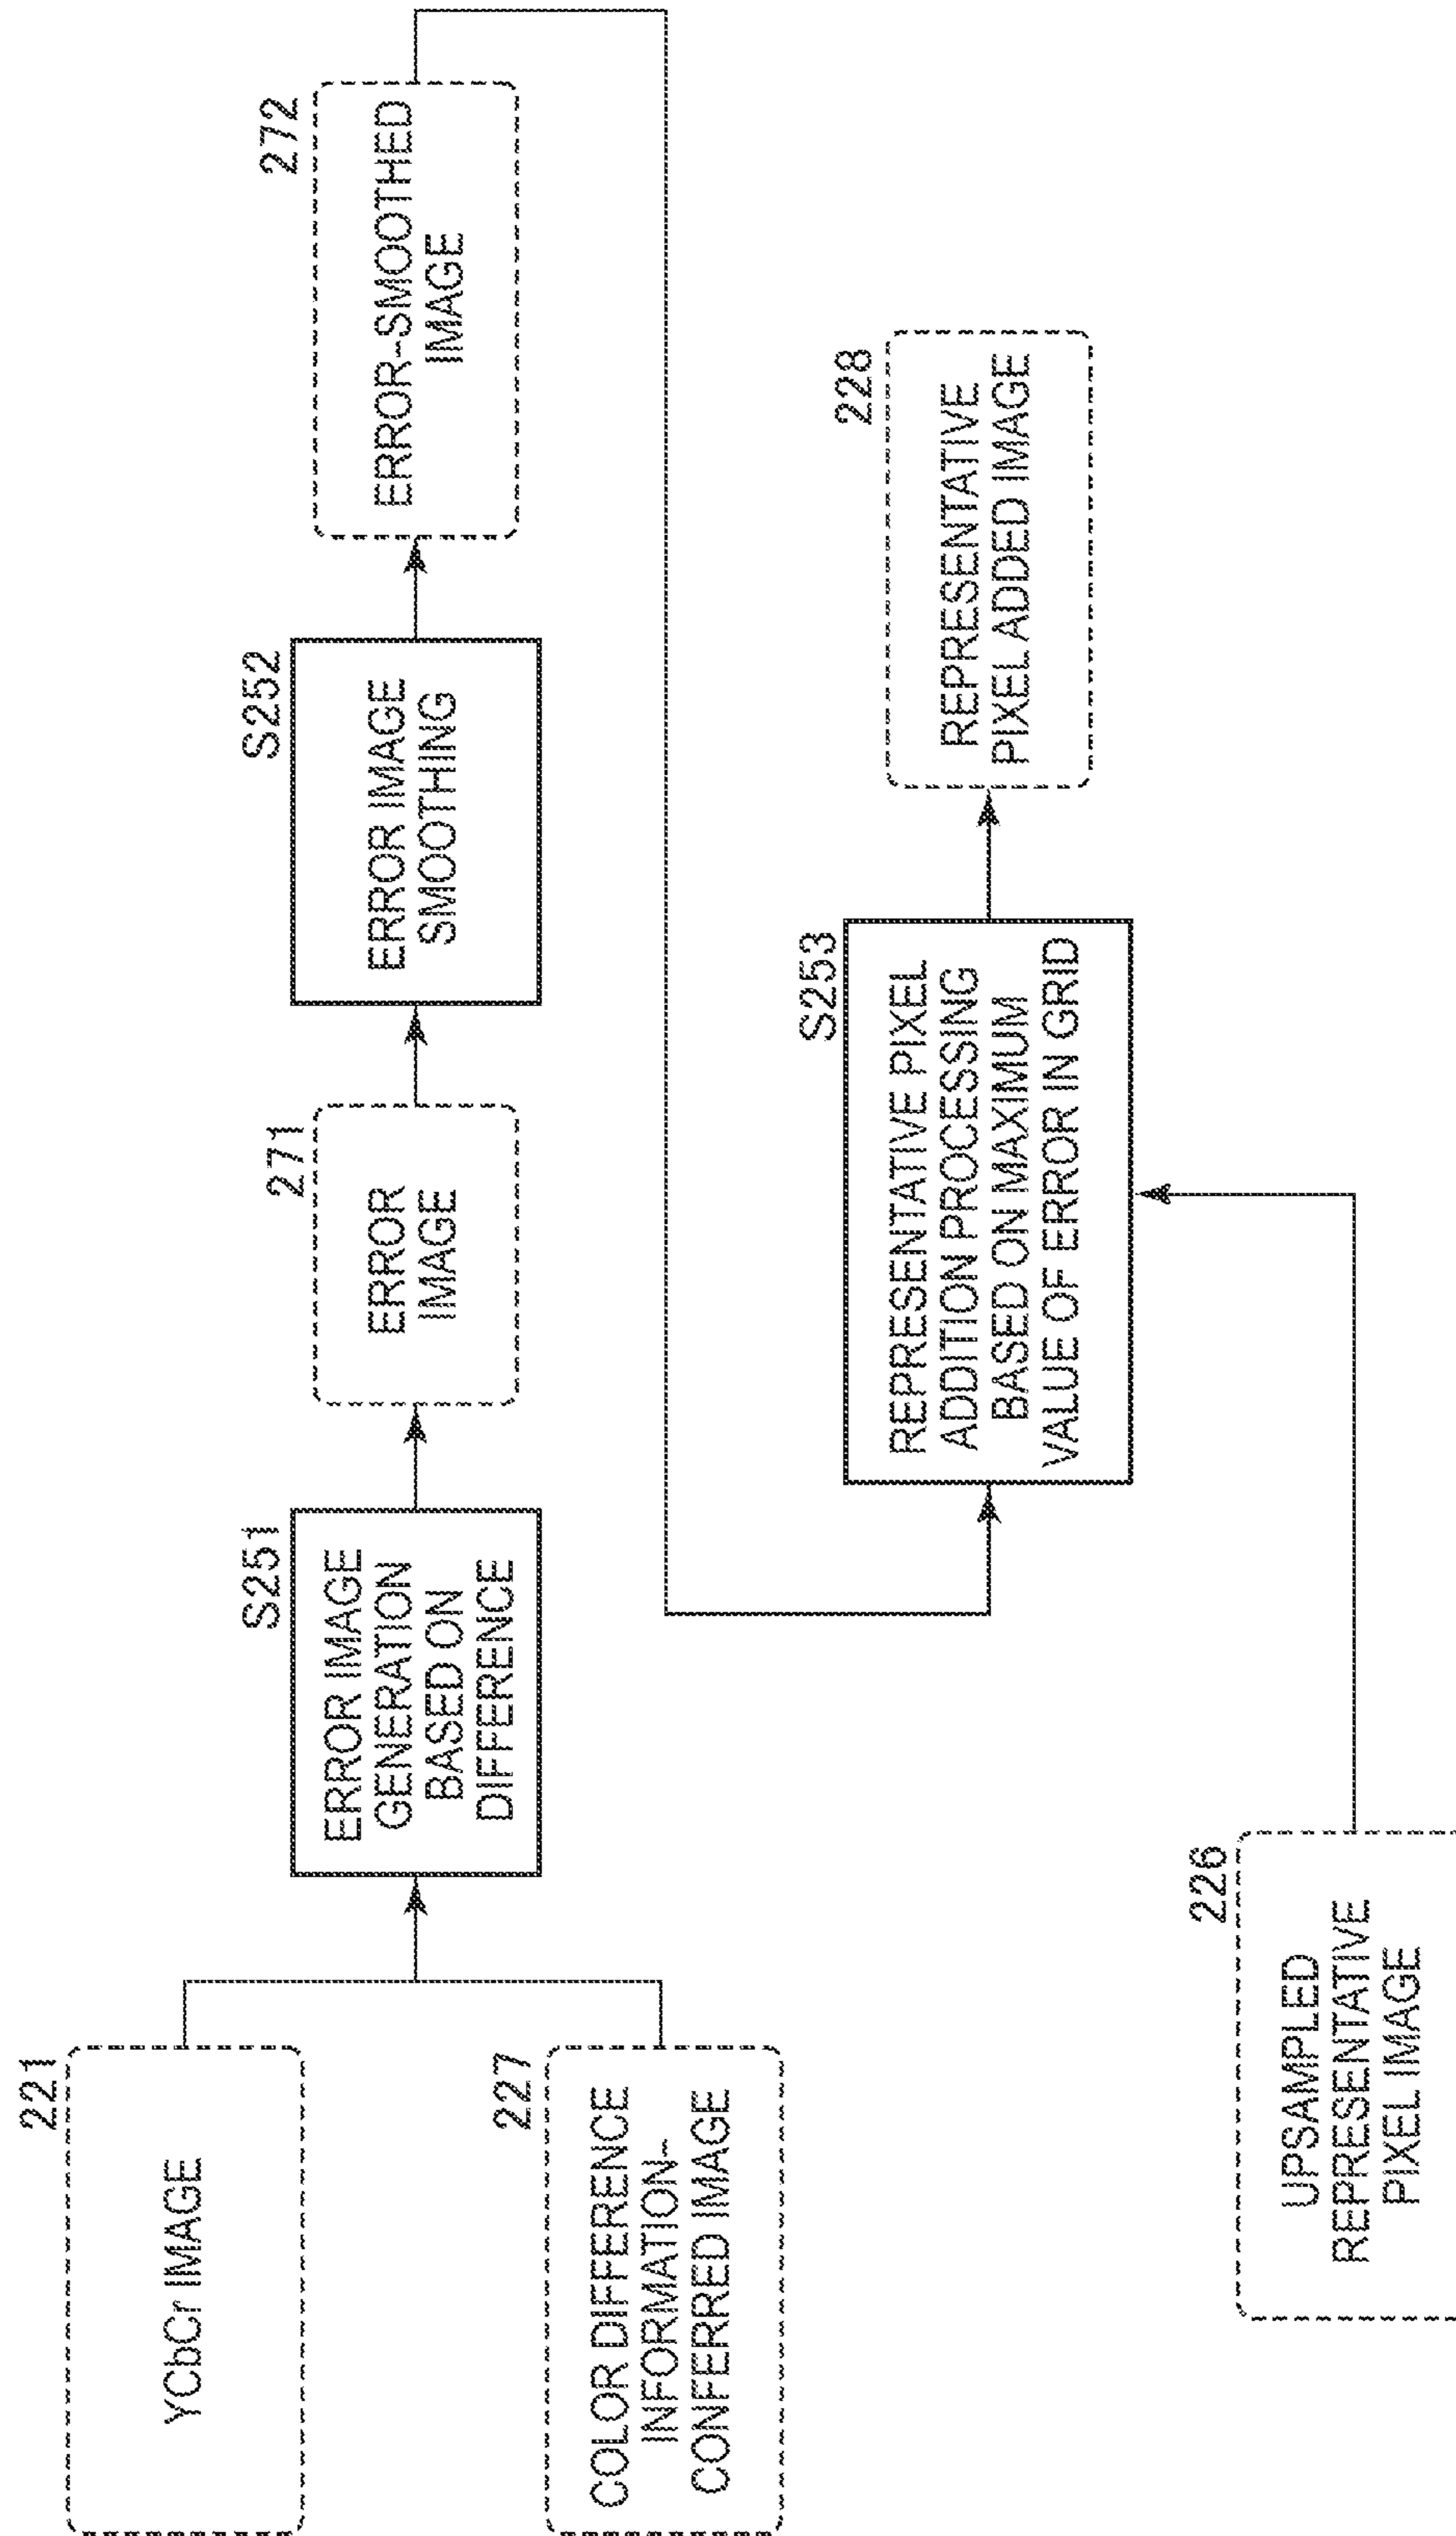 221
YCbCr IMAGE
227
COLOR DIFFERENCE
INFORMATION-
CONFERRED IMAGE
S251
ERROR IMAGE
GENERATION
BASED ON
DIFFERENCE
271
ERROR
IMAGE
S252
ERROR IMAGE
SMOOTHING
272
ERROR-SMOOTHED
IMAGE
226
UPSAMPLED
REPRESENTATIVE
PIXEL IMAGE
S253
REPRESENTATIVE PIXEL
ADDITION PROCESSING
BASED ON MAXIMUM
VALUE OF ERROR IN GRID
228
REPRESENTATIVE
PIXEL ADDED IMAGE